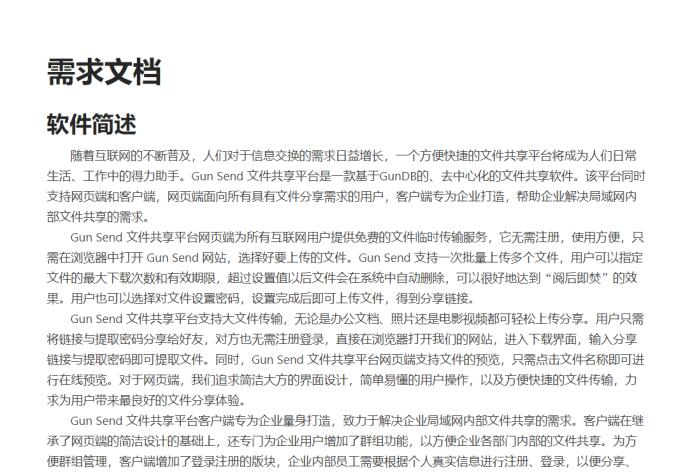 需求文档
软件简述
随着互联网的不断普及，人们对于信息交换的需求日益增长，一个方便快捷的文件共享平台将成为人们日常
生活、工作中的得力助手。Gun Send 文件共享平台是一款基于GunDB的、去中心化的文件共享软件。该平台同时
支持网页端和客户端，网页端面向所有具有文件分享需求的用户，客户端专为企业打造，帮助企业解决局域网内
部文件共享的需求。
Gun Send 文件共享平台网页端为所有互联网用户提供免费的文件临时传输服务，它无需注册，使用方便，只
需在浏览器中打开 Gun Send 网站，选择好要上传的文件。Gun Send 支持一次批量上传多个文件，用户可以指定
文件的最大下载次数和有效期限，超过设置值以后文件会在系统中自动删除，可以很好地达到“阅后即焚”的效
果。用户也可以选择对文件设置密码，设置完成后即可上传文件，得到分享链接。
Gun Send 文件共享平台支持大文件传输，无论是办公文档、照片还是电影视频都可轻松上传分享。用户只需
将链接与提取密码分享给好友，对方也无需注册登录，直接在浏览器打开我们的网站，进入下载界面，输入分享
链接与提取密码即可提取文件。同时，Gun Send 文件共享平台网页端支持文件的预览，只需点击文件名称即可进
行在线预览。对于网页端，我们追求简洁大方的界面设计，简单易懂的用户操作，以及方便快捷的文件传输，力
求为用户带来最良好的文件分享体验。
Gun Send 文件共享平台客户端专为企业量身打造，致力于解决企业局域网内部文件共享的需求。客户端在继
承了网页端的简洁设计的基础上，还专门为企业用户增加了群组功能，以方便企业各部门内部的文件共享。为方
便群组管理，客户端增加了登录注册的版块，企业内部员工需要根据个人真实信息进行注册、登录，以便分享、